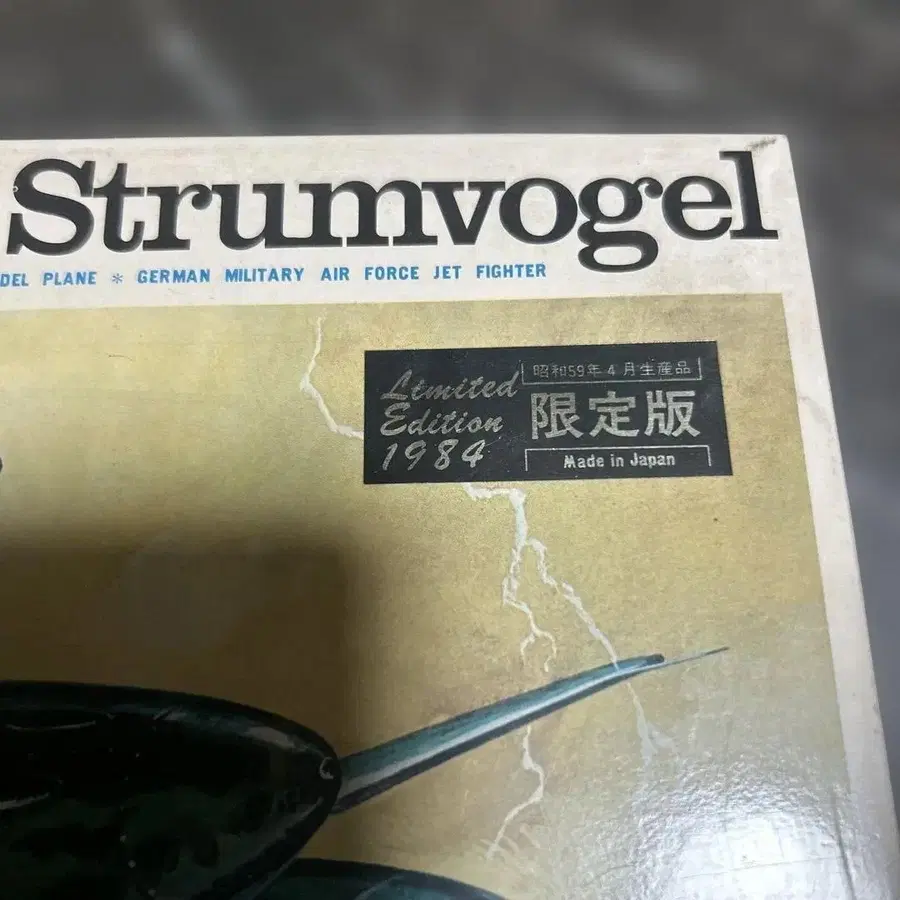 Strumvogel
DEL PLANE * GERMAN MILITARY AIR FORCE JET FIGHTER
Limited
Edition
1984
昭和59年4月生産品
限定版
Made in Japan